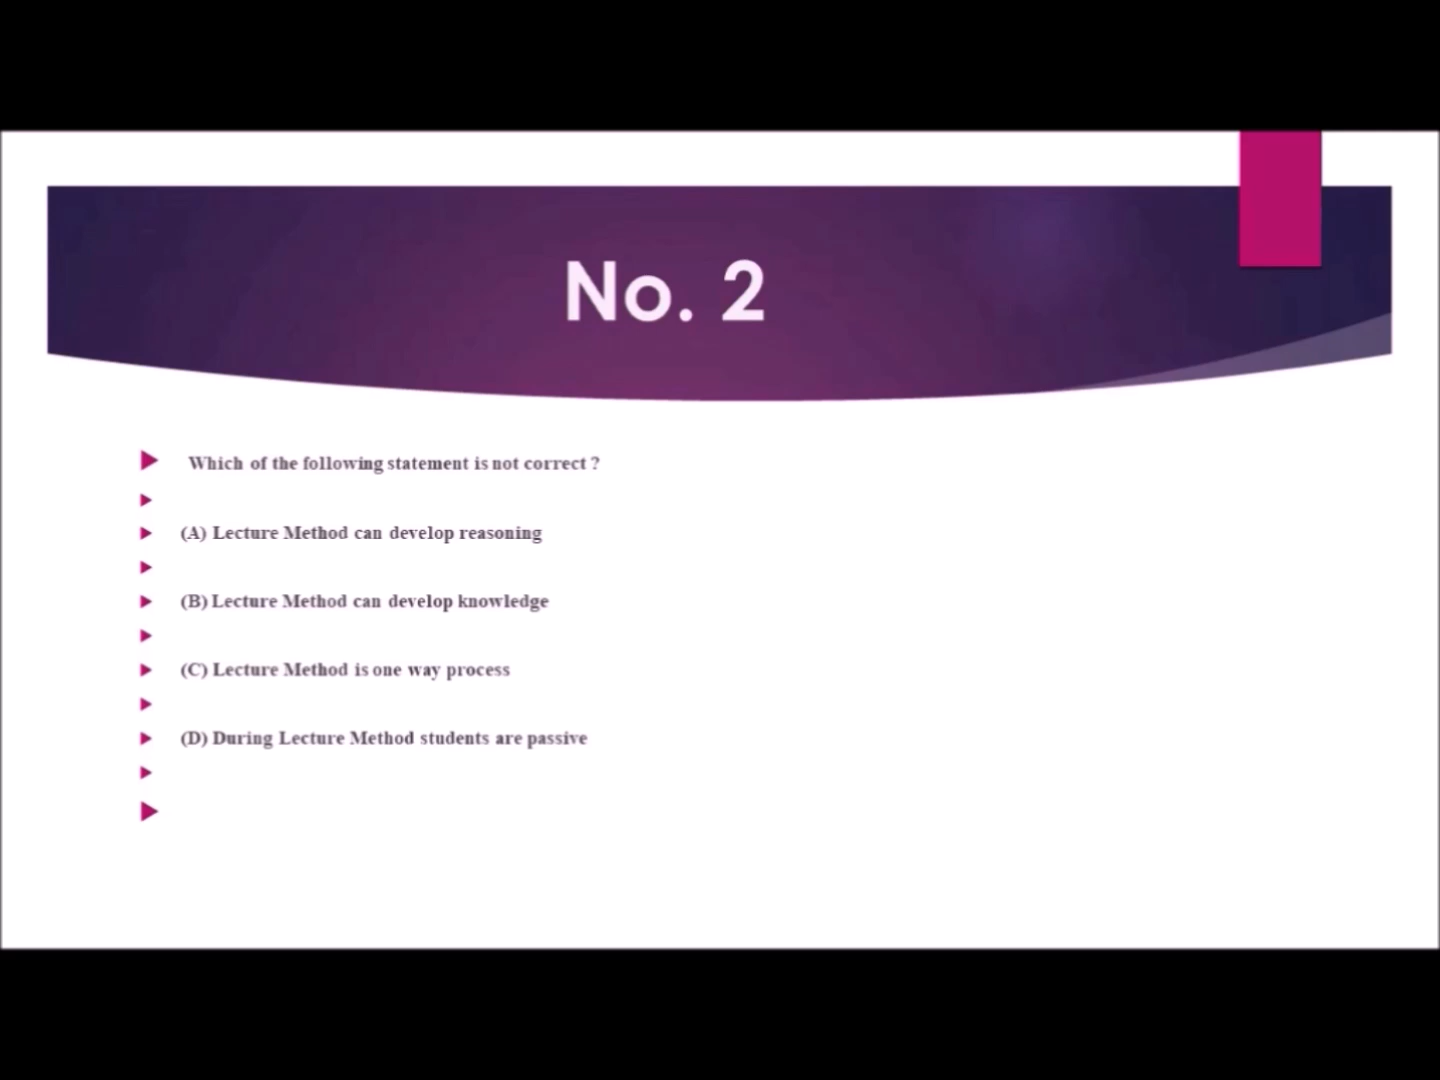 No. 2
Which of the following statement is not correct ?
(A) Lecture Method can develop reasoning
(B) Lecture Method can develop knowledge
(C) Lecture Method is one way process
(D) During Lecture Method students are passive